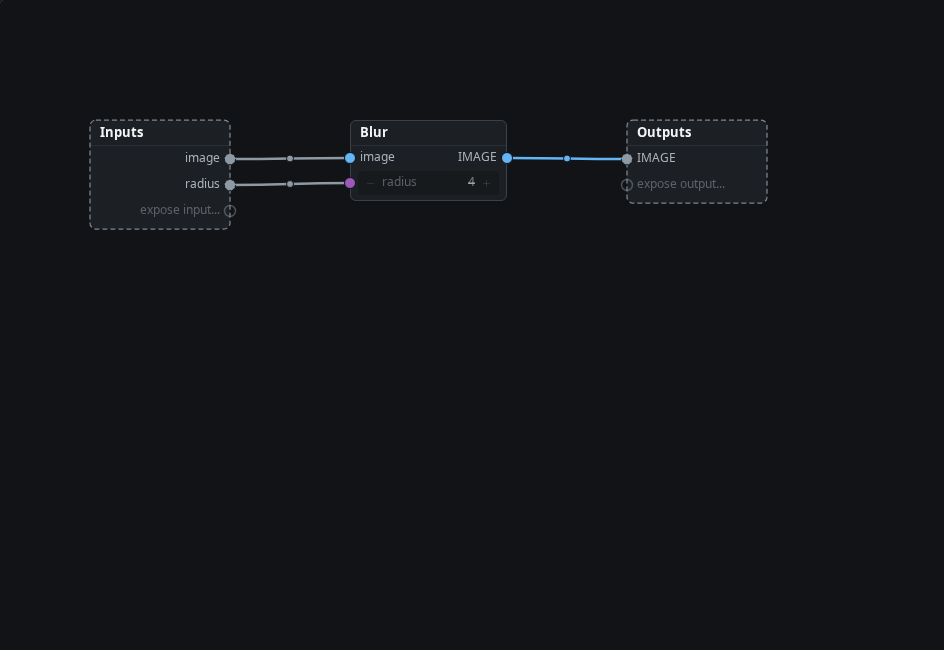 Inputs
image
radius
expose input...
Blur
image IMAGE
− radius 4 +
Outputs
IMAGE
expose output...